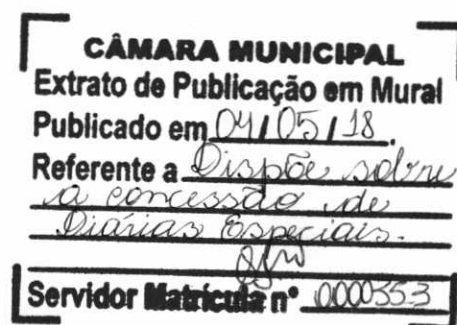 CÂMARA MUNICIPAL
Extrato de Publicação em Mural
Publicado em 04/05/18.
Referente a Dispõe sobre
a concessão de
Diárias Especiais.
Servidor Matrícula nº 0000353